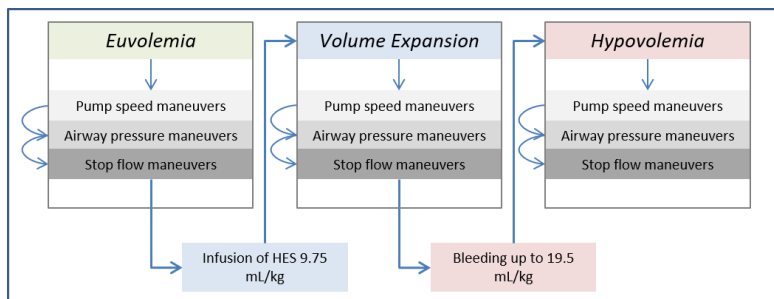 Euvolemia
Volume Expansion
Hypovolemia
Pump speed maneuvers
Airway pressure maneuvers
Stop flow maneuvers
Pump speed maneuvers
Airway pressure maneuvers
Stop flow maneuvers
Pump speed maneuvers
Airway pressure maneuvers
Stop flow maneuvers
Infusion of HES 9.75
mL/kg
Bleeding up to 19.5
mL/kg